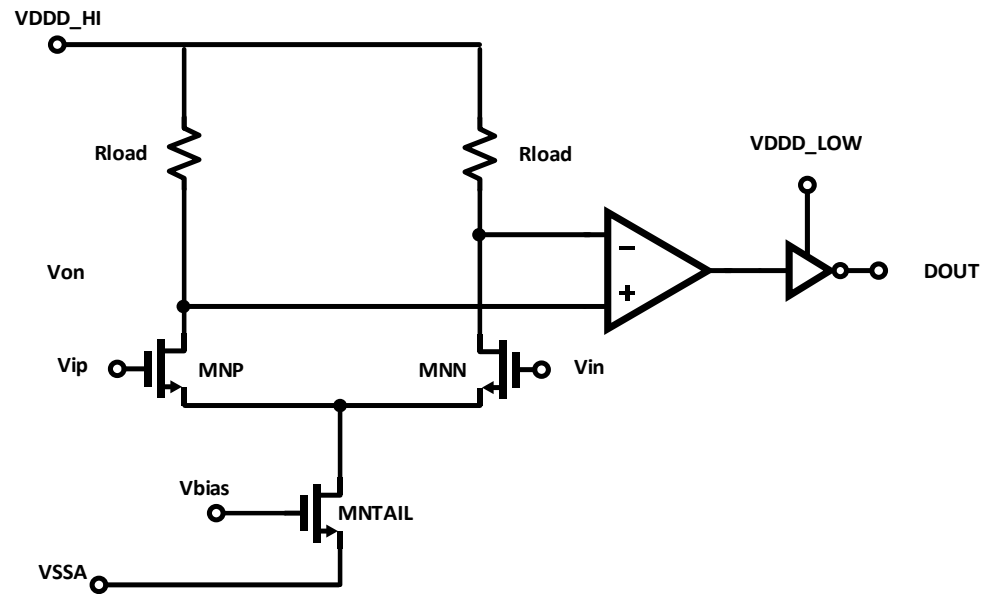 VDDD_HI
Rload
Rload
VDDD_LOW
Von
−
+
DOUT
Vip
MNP
MNN
Vin
Vbias
MNTAIL
VSSA